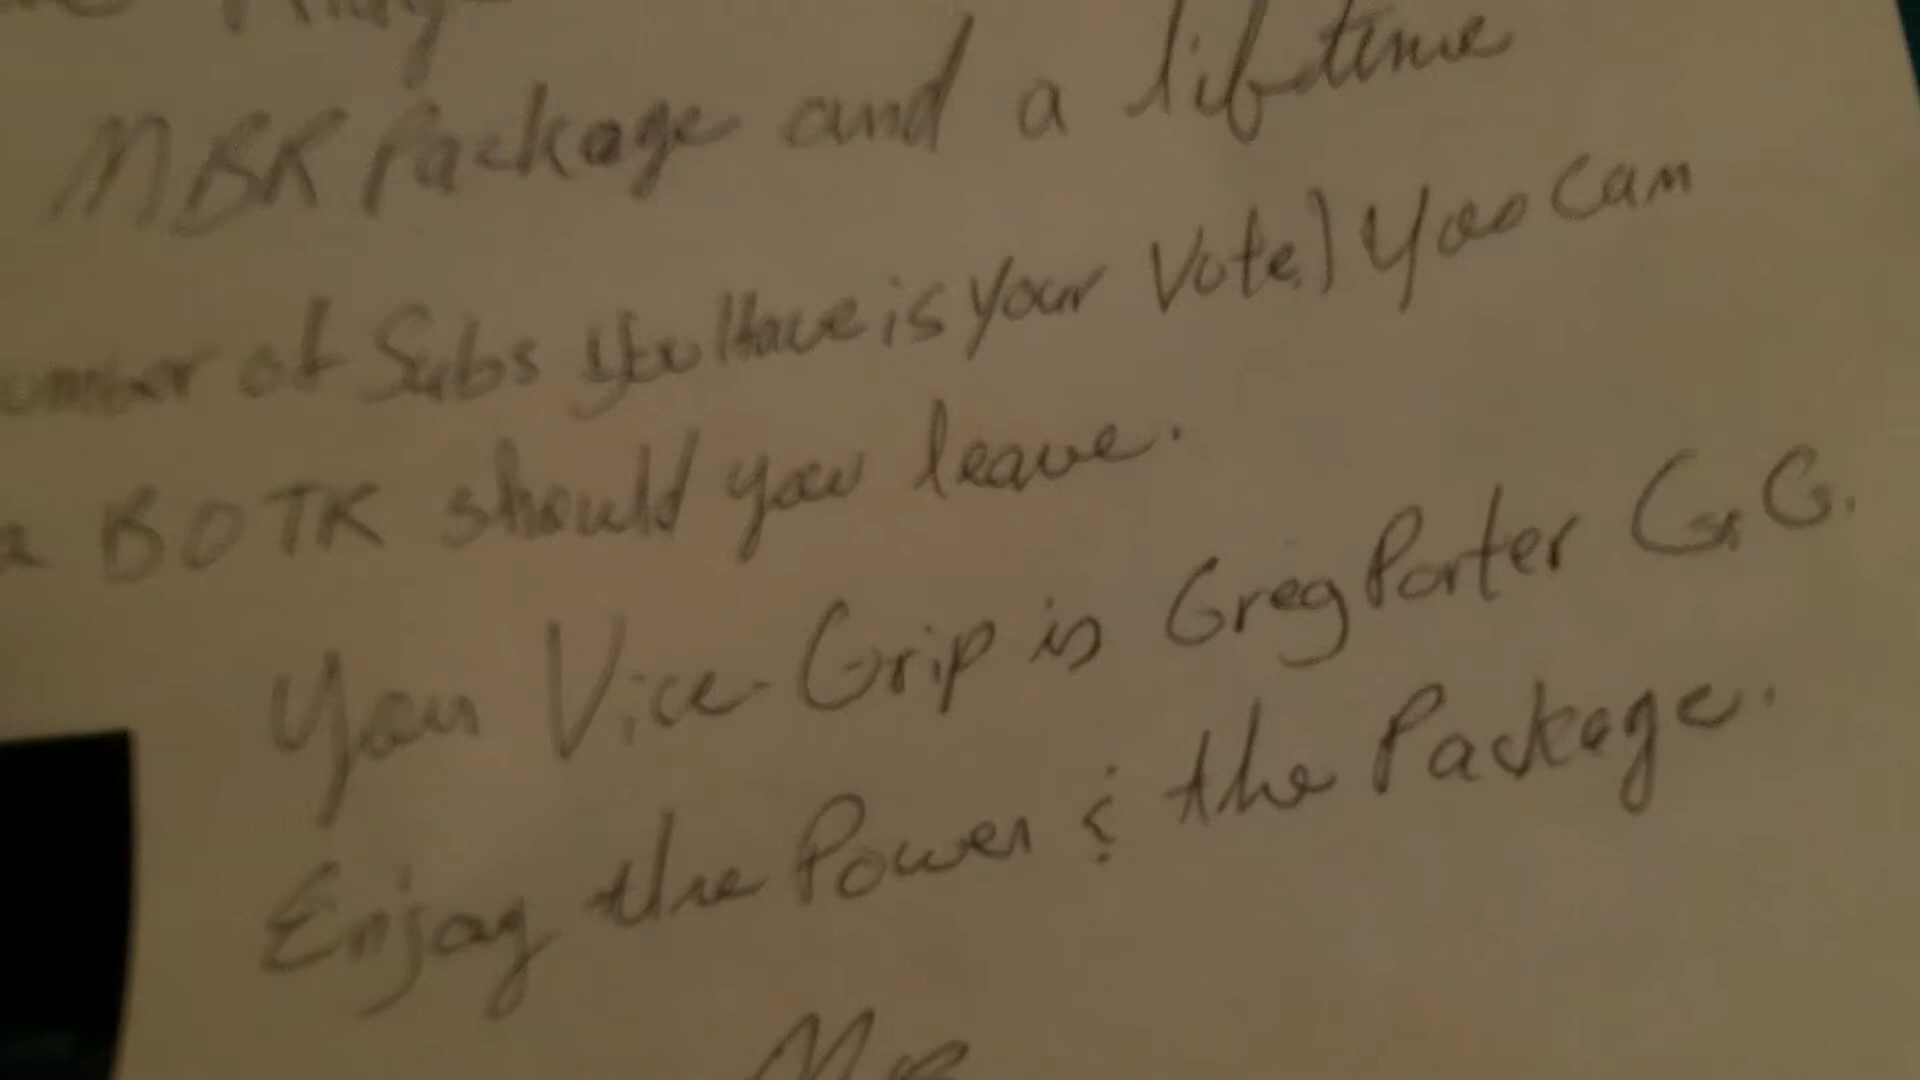 MBK Package and a lifetime
of Subs You Have is your Vote.) You can
a BOTK should you leave.
Your Vice-Grip is Greg Porter G.G.
Enjoy the Power & the Package.